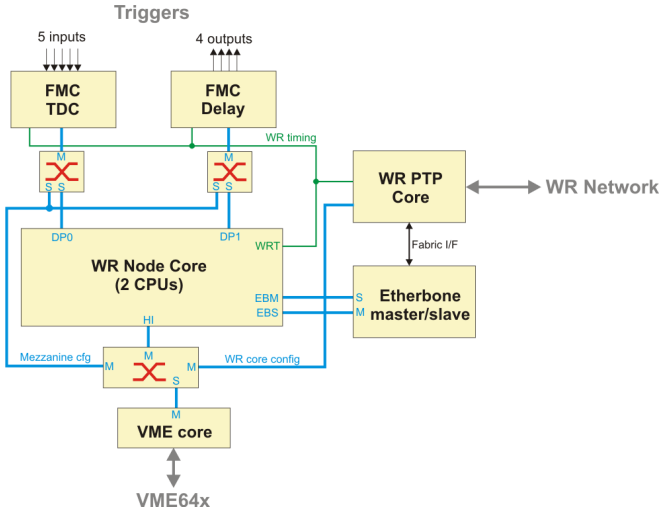 Triggers
5 inputs
4 outputs
FMC
TDC
FMC
Delay
WR timing
M
S S
M
S S
WR PTP
Core
WR Network
DP0
DP1
WRT
Fabric I/F
WR Node Core
(2 CPUs)
EBM
EBS
S
M
Etherbone
master/slave
HI
Mezzanine cfg
M
M
M
S
WR core config
M
VME core
VME64x